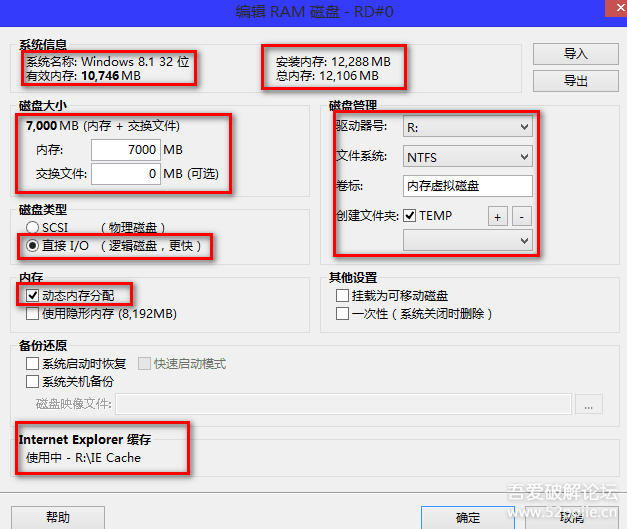 编辑 RAM 磁盘 - RD#0
系统信息
系统名称: Windows 8.1 32 位
有效内存: 10,746 MB
安装内存: 12,288 MB
总内存: 12,106 MB
导入
导出
磁盘大小
7,000 MB (内存 + 交换文件)
内存: 7000 MB
交换文件: 0 MB (可选)
磁盘类型
SCSI （物理磁盘）
直接 I/O （逻辑磁盘，更快）
内存
动态内存分配
使用隐形内存 (8,192MB)
磁盘管理
驱动器号: R:
文件系统: NTFS
卷标: 内存虚拟磁盘
创建文件夹: TEMP + -
其他设置
挂载为可移动磁盘
一次性（系统关闭时删除）
备份还原
系统启动时恢复 快速启动模式
系统关机备份
磁盘映像文件: ...
Internet Explorer 缓存
使用中 - R:\IE Cache
帮助
确定
取消
吾爱破解论坛
www.52pojie.cn